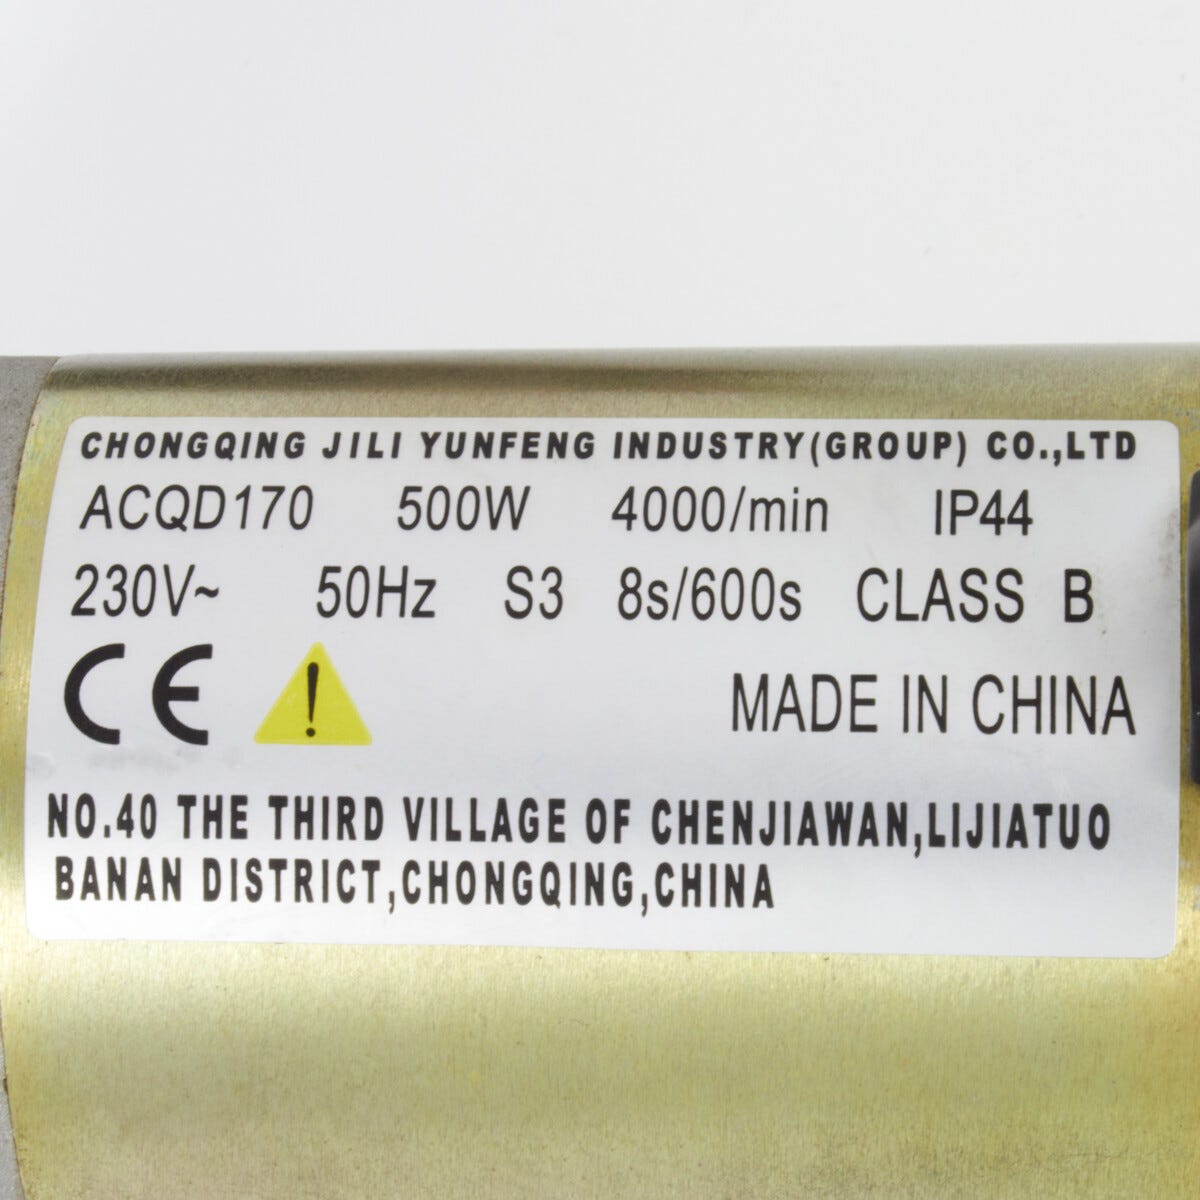 CHONGQING JILI YUNFENG INDUSTRY(GROUP) CO.,LTD
ACQD170 500W 4000/min IP44
230V~ 50Hz S3 8s/600s CLASS B
CE ! MADE IN CHINA
NO.40 THE THIRD VILLAGE OF CHENJIAWAN,LIJIATUO
BANAN DISTRICT,CHONGQING,CHINA